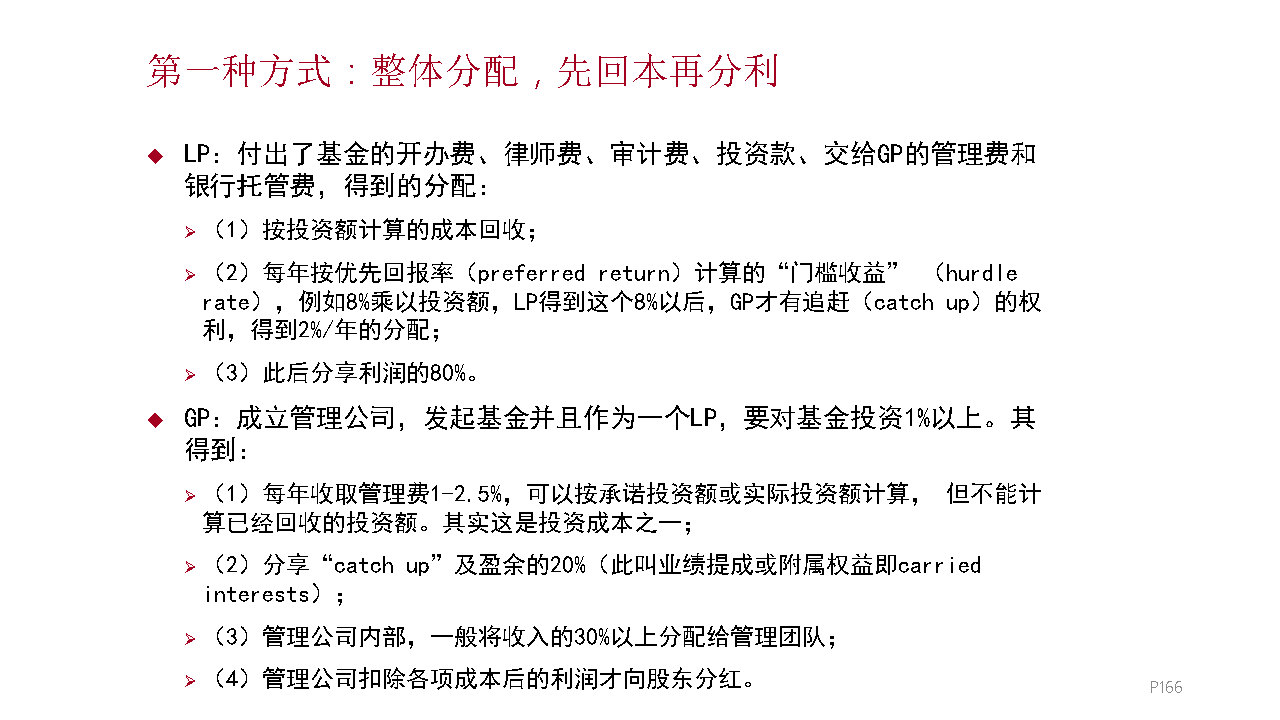 第一种方式：整体分配，先回本再分利
◆ LP：付出了基金的开办费、律师费、审计费、投资款、交给GP的管理费和
银行托管费，得到的分配：
➢（1）按投资额计算的成本回收；
➢（2）每年按优先回报率（preferred return）计算的“门槛收益” （hurdle
rate），例如8%乘以投资额，LP得到这个8%以后，GP才有追赶（catch up）的权
利，得到2%/年的分配；
➢（3）此后分享利润的80%。
◆ GP：成立管理公司，发起基金并且作为一个LP，要对基金投资1%以上。其
得到：
➢（1）每年收取管理费1-2.5%，可以按承诺投资额或实际投资额计算， 但不能计
算已经回收的投资额。其实这是投资成本之一；
➢（2）分享“catch up”及盈余的20%（此叫业绩提成或附属权益即carried
interests）；
➢（3）管理公司内部，一般将收入的30%以上分配给管理团队；
➢（4）管理公司扣除各项成本后的利润才向股东分红。
P166